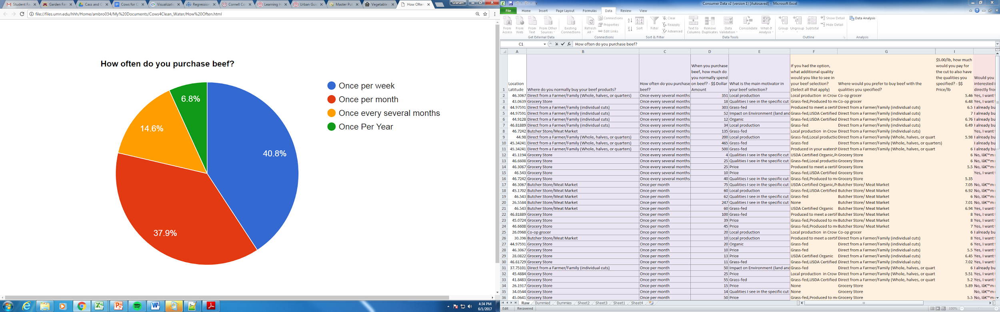 Student Fa
Garden Far
Cass and C
Cows for C
Visualizatio
Regression
Cornell Co
Learning H
Urban Gui
Master Pu
Vegetable
How Often
Graham
file://files.umn.edu/hhh/Home/ambro034/My%20Documents/Cows4Clean_Water/How%20Often.html
How often do you purchase beef?
Once per week
Once per month
Once every several months
Once Per Year
6.8%
14.6%
40.8%
37.9%
4:34 PM
6/1/2017
Consumer Data v2 (version 1) [Autosaved] - Microsoft Excel
File Home Insert Page Layout Formulas Data Review View
From Access From Web From Text From Other Sources Existing Connections
Get External Data
Refresh All Connections Properties Edit Links
Connections
Sort Filter Clear Reapply Advanced
Sort & Filter
Text to Columns Remove Duplicates Data Validation Consolidate What-If Analysis
Data Tools
Group Ungroup Subtotal Show Detail Hide Detail
Outline
Data Analysis
Analysis
C1 fx How often do you purchase beef?
A B C D E F G I
1 Location Latitude
Where do you normally buy your beef products?
How often do you purchase beef?
When you purchase beef, how much do you normally spend on beef? - $$ Dollar Amount
What is the main motivator in your beef selection?
If you had the option, what additional quality would you like to see in your beef selection? (Select all that apply)
Where would you prefer to buy beef with the qualities you specified?
$5.00/lb, how much would you pay for the cut to also have the qualities you specified? - $$ Price/lb
Would you interested i directly fro
2 46.3067 Direct from a Farmer/Family (Whole, halves, or quarters) Once every several months 351 Local production Local production in Crow Co-op grocer 5.46 Yes, I want
3 43.0639 Grocery Store Once every several months 18 Qualities I see in the specific cut Grass-fed,Produced to me Co-op grocer 6.48 Yes, I want
4 44.97591 Direct from a Farmer/Family (individual cuts) Once every several months 303 Grass-fed Produced to meet a certif Direct from a Farmer/Family (individual cuts) 6.5 I already bu
5 44.97591 Direct from a Farmer/Family (individual cuts) Once every several months 52 Impact on Environment (land and Grass-fed,USDA Certified Direct from a Farmer/Family (individual cuts) 7 I already bu
6 44.9128 Direct from a Farmer/Family (individual cuts) Once every several months 12 Organic Grass-fed,USDA Certified Direct from a Farmer/Family (individual cuts) 6.76 I already bu
7 46.81889 Direct from a Farmer/Family (individual cuts) Once every several months 34 Local production Grass-fed Direct from a Farmer/Family (individual cuts) 6.49 I already bu
8 46.7242 Butcher Store/Meat Market Once every several months 135 Grass-fed Local production in Crow Direct from a Farmer/Family (individual cuts) Yes, I want
9 44.98 Direct from a Farmer/Family (Whole, halves, or quarters) Once every several months 200 Local production Grass-fed,Local productio Direct from a Farmer/Family (Whole, halves, or quart 5.98 I already bu
10 45.34241 Direct from a Farmer/Family (Whole, halves, or quarters) Once every several months 465 Grass-fed Grass-fed Direct from a Farmer/Family (Whole, halves, or quarters) I already bu
11 45.34241 Direct from a Farmer/Family (Whole, halves, or quarters) Once every several months 500 Grass-fed Produced in your watersh Direct from a Farmer/Family (Whole, halves, or quart 6 I already bu
12 45.1194 Grocery Store Once every several months 4 Qualities I see in the specific cut USDA Certified Organic,Pr Grocery Store 6 No, Iâ€™m
13 46.6608 Grocery Store Once every several months 25 Qualities I see in the specific cut Grass-fed,Local productio Grocery Store 6 No, Iâ€™m
14 46.3067 Grocery Store Once every several months 25 Price Produced to meet a certif Grocery Store 5.5 No, Iâ€™m
15 46.543 Grocery Store Once every several months 10 Price Grass-fed,USDA Certified Grocery Store Yes, I want
16 46.7242 Grocery Store Once every several months 40 Qualities I see in the specific cut Grass-fed,Produced to me Grocery Store 5.35
17 46.3067 Butcher Store/Meat Market Once per month 75 Qualities I see in the specific cut USDA Certified Organic,Pr Butcher Store/ Meat Market 7.05 No, Iâ€™m
18 45.1702 Butcher Store/Meat Market Once per month 60 Local production Grass-fed,USDA Certified Butcher Store/ Meat Market 6.92 No, Iâ€™m
19 46.543 Butcher Store/Meat Market Once per month 62 Qualities I see in the specific cut Grass-fed Butcher Store/ Meat Market 6 No, Iâ€™m
20 26.5584 Butcher Store/Meat Market Once per month 247 Qualities I see in the specific cut None Butcher Store/ Meat Market 7.01 No, Iâ€™m
21 46.543 Butcher Store/Meat Market Once per month 60 Grass-fed USDA Certified Organic Butcher Store/ Meat Market 6.94 Yes, I want
22 46.81889 Grocery Store Once per month 100 Grass-fed Produced to meet a certif Butcher Store/ Meat Market 8 Yes, I want
23 45.0724 Grocery Store Once per month 39 Price Grass-fed,Produced to me Butcher Store/ Meat Market 8 Yes, I want
24 46.6608 Grocery Store Once per month 45 Price Grass-fed,Produced to me Butcher Store/ Meat Market 7 Yes, I want
25 26.0968 Co-op grocer Once per month 20 Local production Local production in Crow Co-op grocer 6 I already bu
26 30.396 Butcher Store/Meat Market Once per month 10 Local production Produced to meet a certif Direct from a Farmer/Family (individual cuts) 8 Yes, I want
27 44.97591 Grocery Store Once per month 20 Organic Grass-fed Direct from a Farmer/Family (individual cuts) 6 Yes, I want
28 46.3067 Grocery Store Once per month 10 Price Grass-fed Direct from a Farmer/Family (individual cuts) 5.5 Yes, I want
29 28.0822 Grocery Store Once per month 13 Price USDA Certified Organic Direct from a Farmer/Family (individual cuts) 6.45 Yes, I want
30 46.61729 Grocery Store Once per month 11 Grass-fed Grass-fed,USDA Certified Direct from a Farmer/Family (individual cuts) 7.02 Yes, I want
31 37.75101 Direct from a Farmer/Family (individual cuts) Once per month 50 Impact on Environment (land and Grass-fed Direct from a Farmer/Family (Whole, halves, or quart 6 I already bu
32 45.4884 Grocery Store Once per month 25 Price Local production in Crow Direct from a Farmer/Family (Whole, halves, or quart 5.51 Yes, I want
33 41.8483 Grocery Store Once per month 55 Grass-fed Grass-fed,USDA Certified Direct from a Farmer/Family (Whole, halves, or quart 5.2 Yes, I want
34 26.1917 Grocery Store Once per month 15 Price None Grocery Store 5.89 No, Iâ€™m
35 34.0544 Grocery Store Once per month 14 Qualities I see in the specific cut None Grocery Store No, Iâ€™m
36 45.0641 Grocery Store Once per month 50 Price Grass-fed,Produced to me Grocery Store 5.5 No, Iâ€™m
Raw Dummied Dummies Sheet2 Sheet3 Sheet1 Sheet4
Edit Recovered 100%